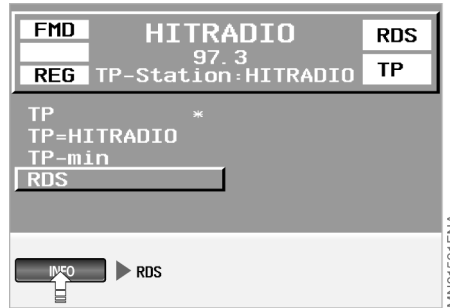 FMD HITRADIO RDS
97.3
REG TP-Station:HITRADIO TP
TP *
TP=HITRADIO
TP-min
RDS
INFO RDS